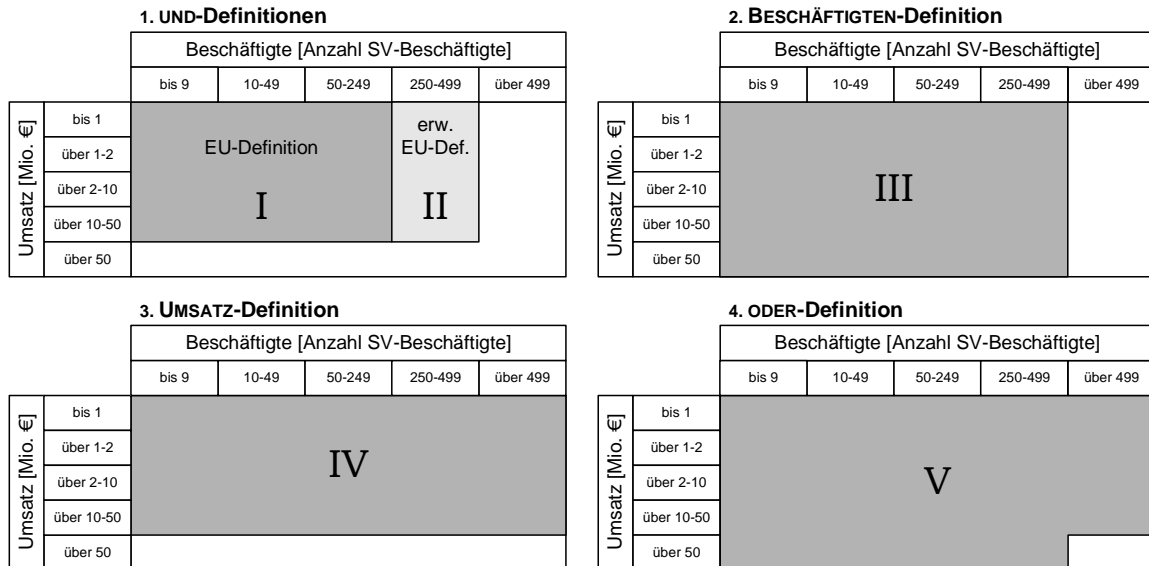 1. UND-Definitionen
Beschäftigte [Anzahl SV-Beschäftigte]
bis 9 10-49 50-249 250-499 über 499
Umsatz [Mio. €]
bis 1
über 1-2
über 2-10
über 10-50
über 50
EU-Definition
I
erw.
EU-Def.
II
2. BESCHÄFTIGTEN-Definition
Beschäftigte [Anzahl SV-Beschäftigte]
bis 9 10-49 50-249 250-499 über 499
Umsatz [Mio. €]
bis 1
über 1-2
über 2-10
über 10-50
über 50
III
3. UMSATZ-Definition
Beschäftigte [Anzahl SV-Beschäftigte]
bis 9 10-49 50-249 250-499 über 499
Umsatz [Mio. €]
bis 1
über 1-2
über 2-10
über 10-50
über 50
IV
4. ODER-Definition
Beschäftigte [Anzahl SV-Beschäftigte]
bis 9 10-49 50-249 250-499 über 499
Umsatz [Mio. €]
bis 1
über 1-2
über 2-10
über 10-50
über 50
V